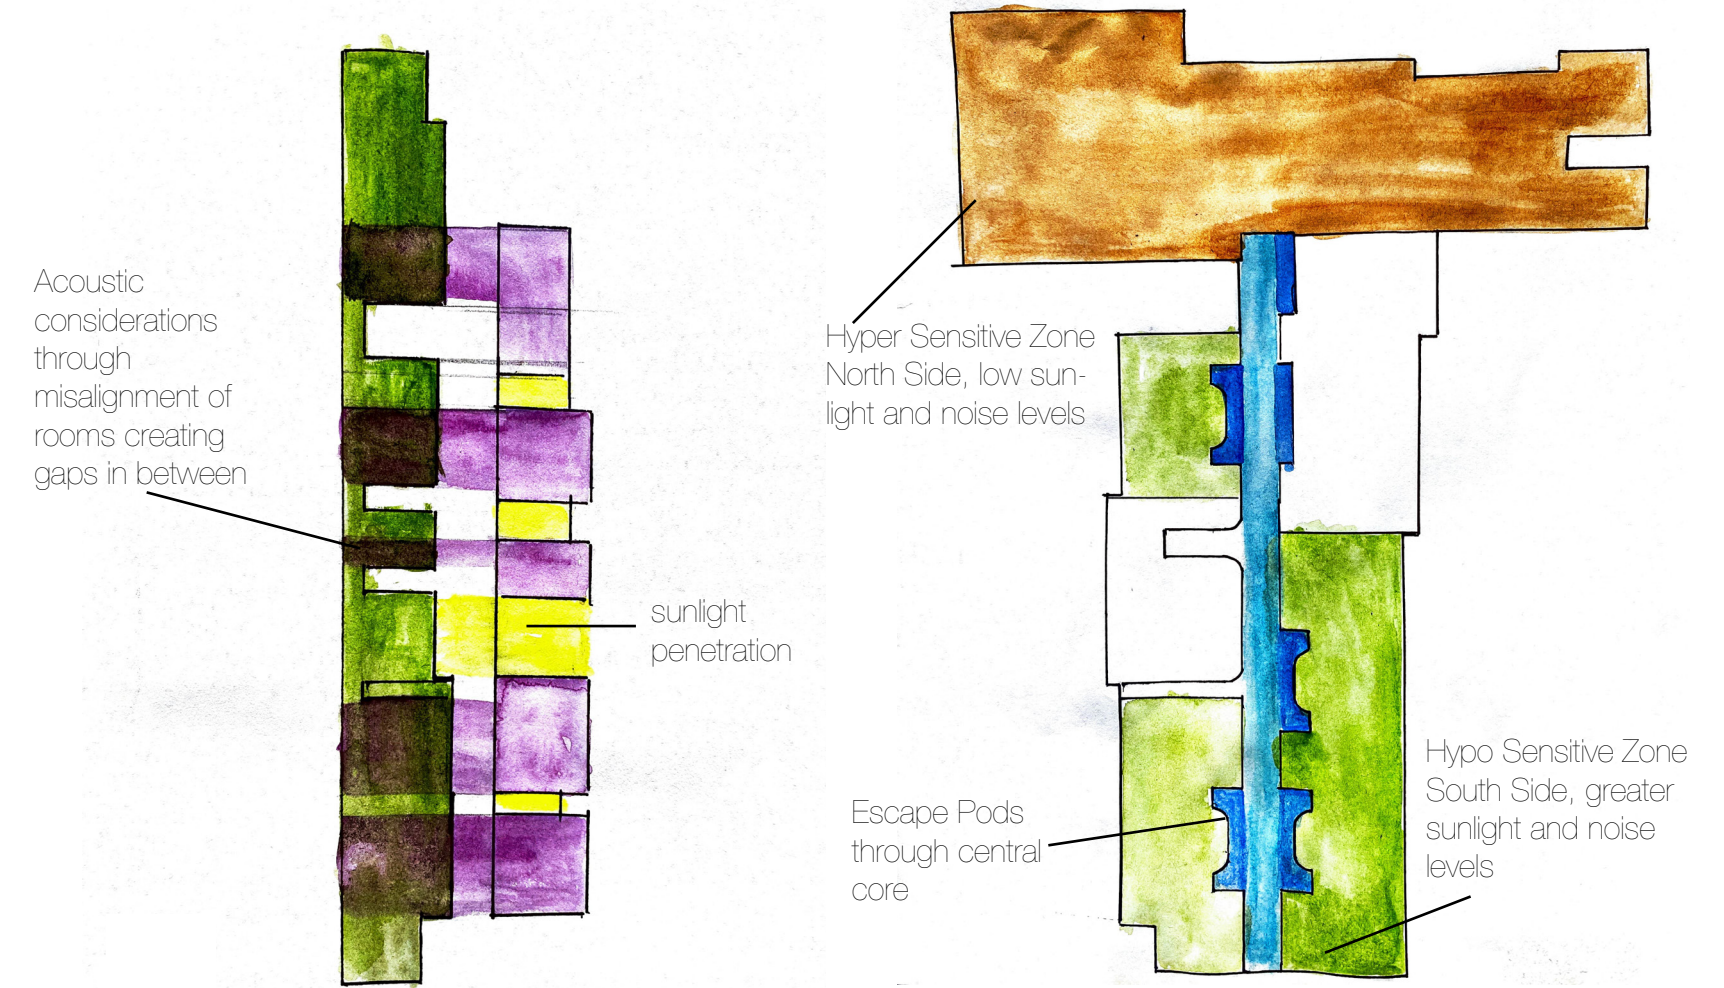 Acoustic
considerations
through
misalignment of
rooms creating
gaps in between
sunlight
penetration
Hyper Sensitive Zone
North Side, low sun-
light and noise levels
Escape Pods
through central
core
Hypo Sensitive Zone
South Side, greater
sunlight and noise
levels